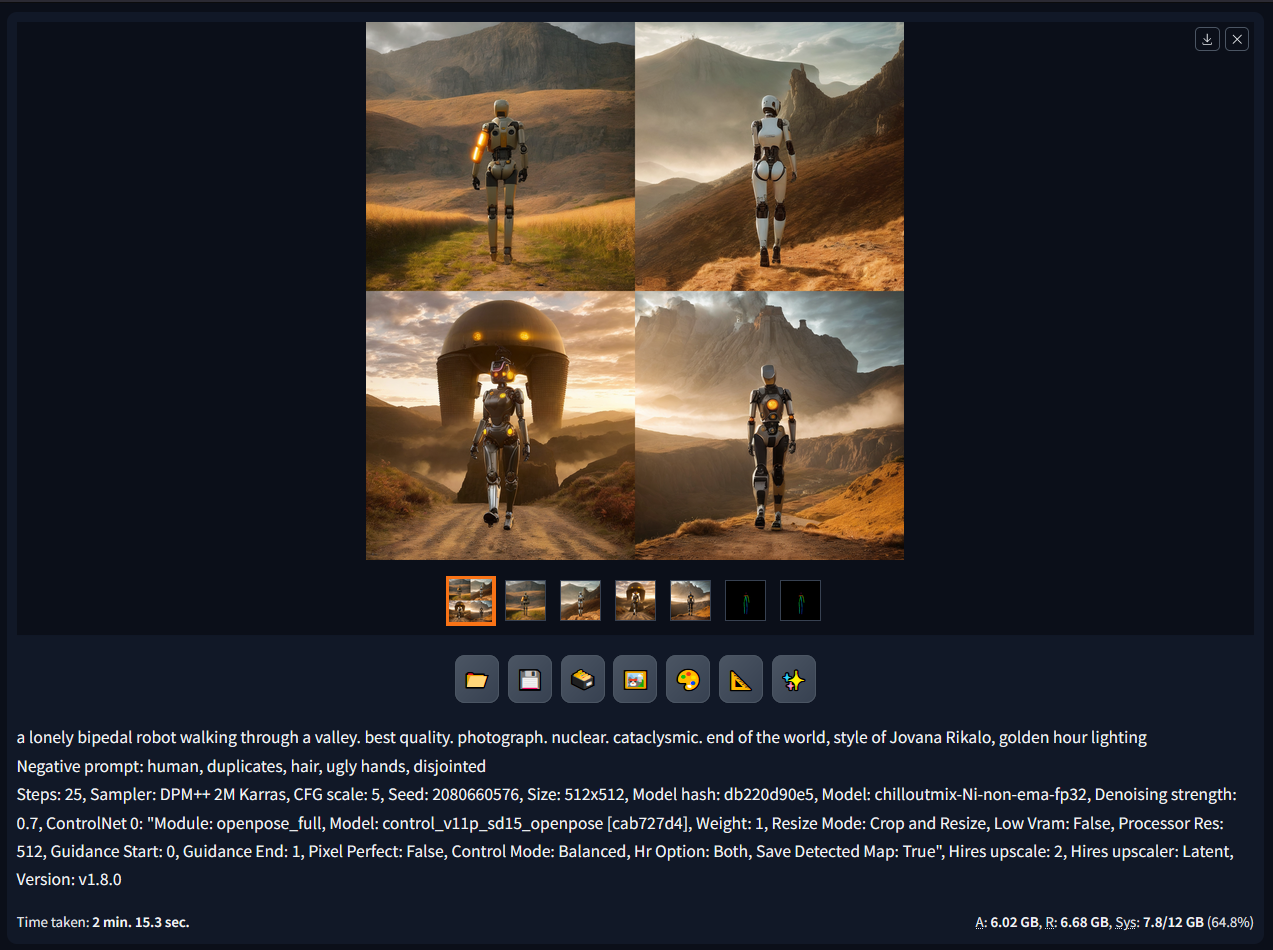 a lonely bipedal robot walking through a valley. best quality. photograph. nuclear. cataclysmic. end of the world, style of Jovana Rikalo, golden hour lighting
Negative prompt: human, duplicates, hair, ugly hands, disjointed
Steps: 25, Sampler: DPM++ 2M Karras, CFG scale: 5, Seed: 2080660576, Size: 512x512, Model hash: db220d90e5, Model: chilloutmix-Ni-non-ema-fp32, Denoising strength:
0.7, ControlNet 0: "Module: openpose_full, Model: control_v11p_sd15_openpose [cab727d4], Weight: 1, Resize Mode: Crop and Resize, Low Vram: False, Processor Res:
512, Guidance Start: 0, Guidance End: 1, Pixel Perfect: False, Control Mode: Balanced, Hr Option: Both, Save Detected Map: True", Hires upscale: 2, Hires upscaler: Latent,
Version: v1.8.0
Time taken: 2 min. 15.3 sec.
A: 6.02 GB, R: 6.68 GB, Sys: 7.8/12 GB (64.8%)